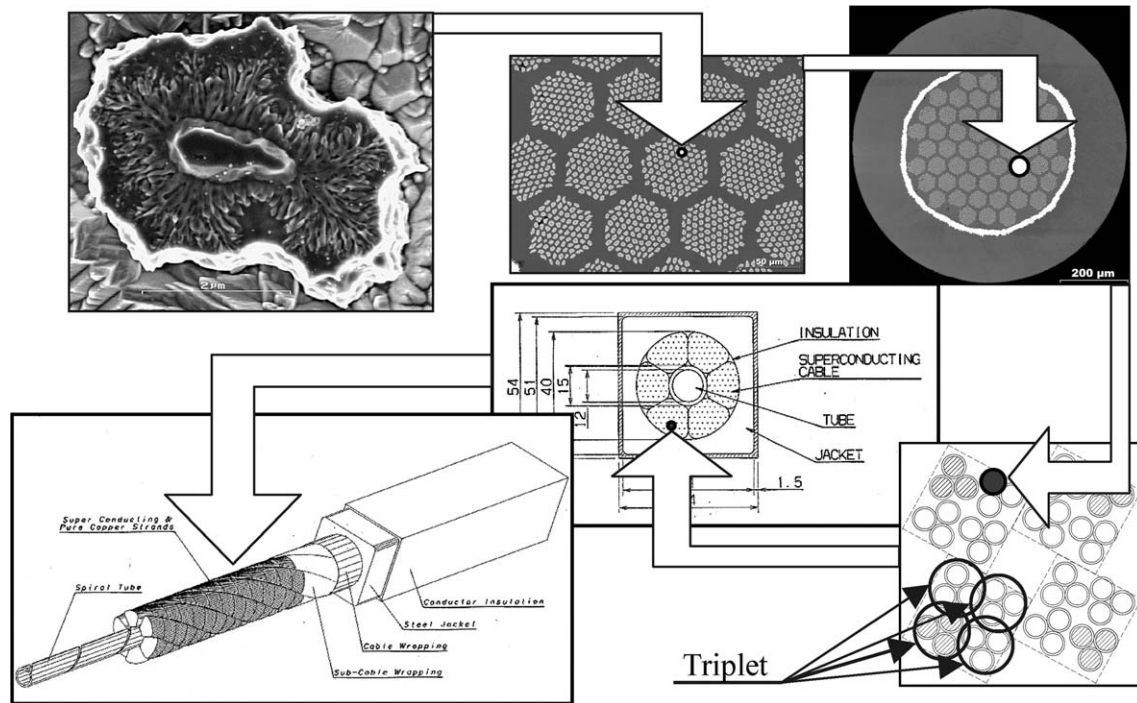 2 µm
50 µm
200 µm
INSULATION
SUPERCONDUCTING
CABLE
TUBE
JACKET
54
51
40
15
12
1.5
Super Conducting &
Pure Copper Strands
Spiral Tube
Conductor Insulation
Steel Jacket
Cable Wrapping
Sub-Cable Wrapping
Triplet